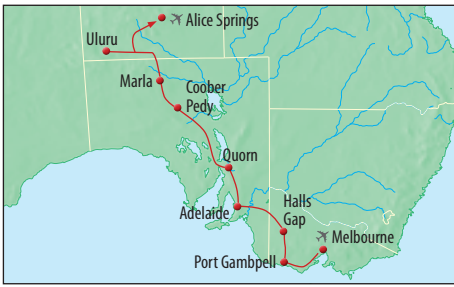 Alice Springs
Uluru
Marla
Coober
Pedy
Quorn
Adelaide
Halls
Gap
Melbourne
Port Gambpell